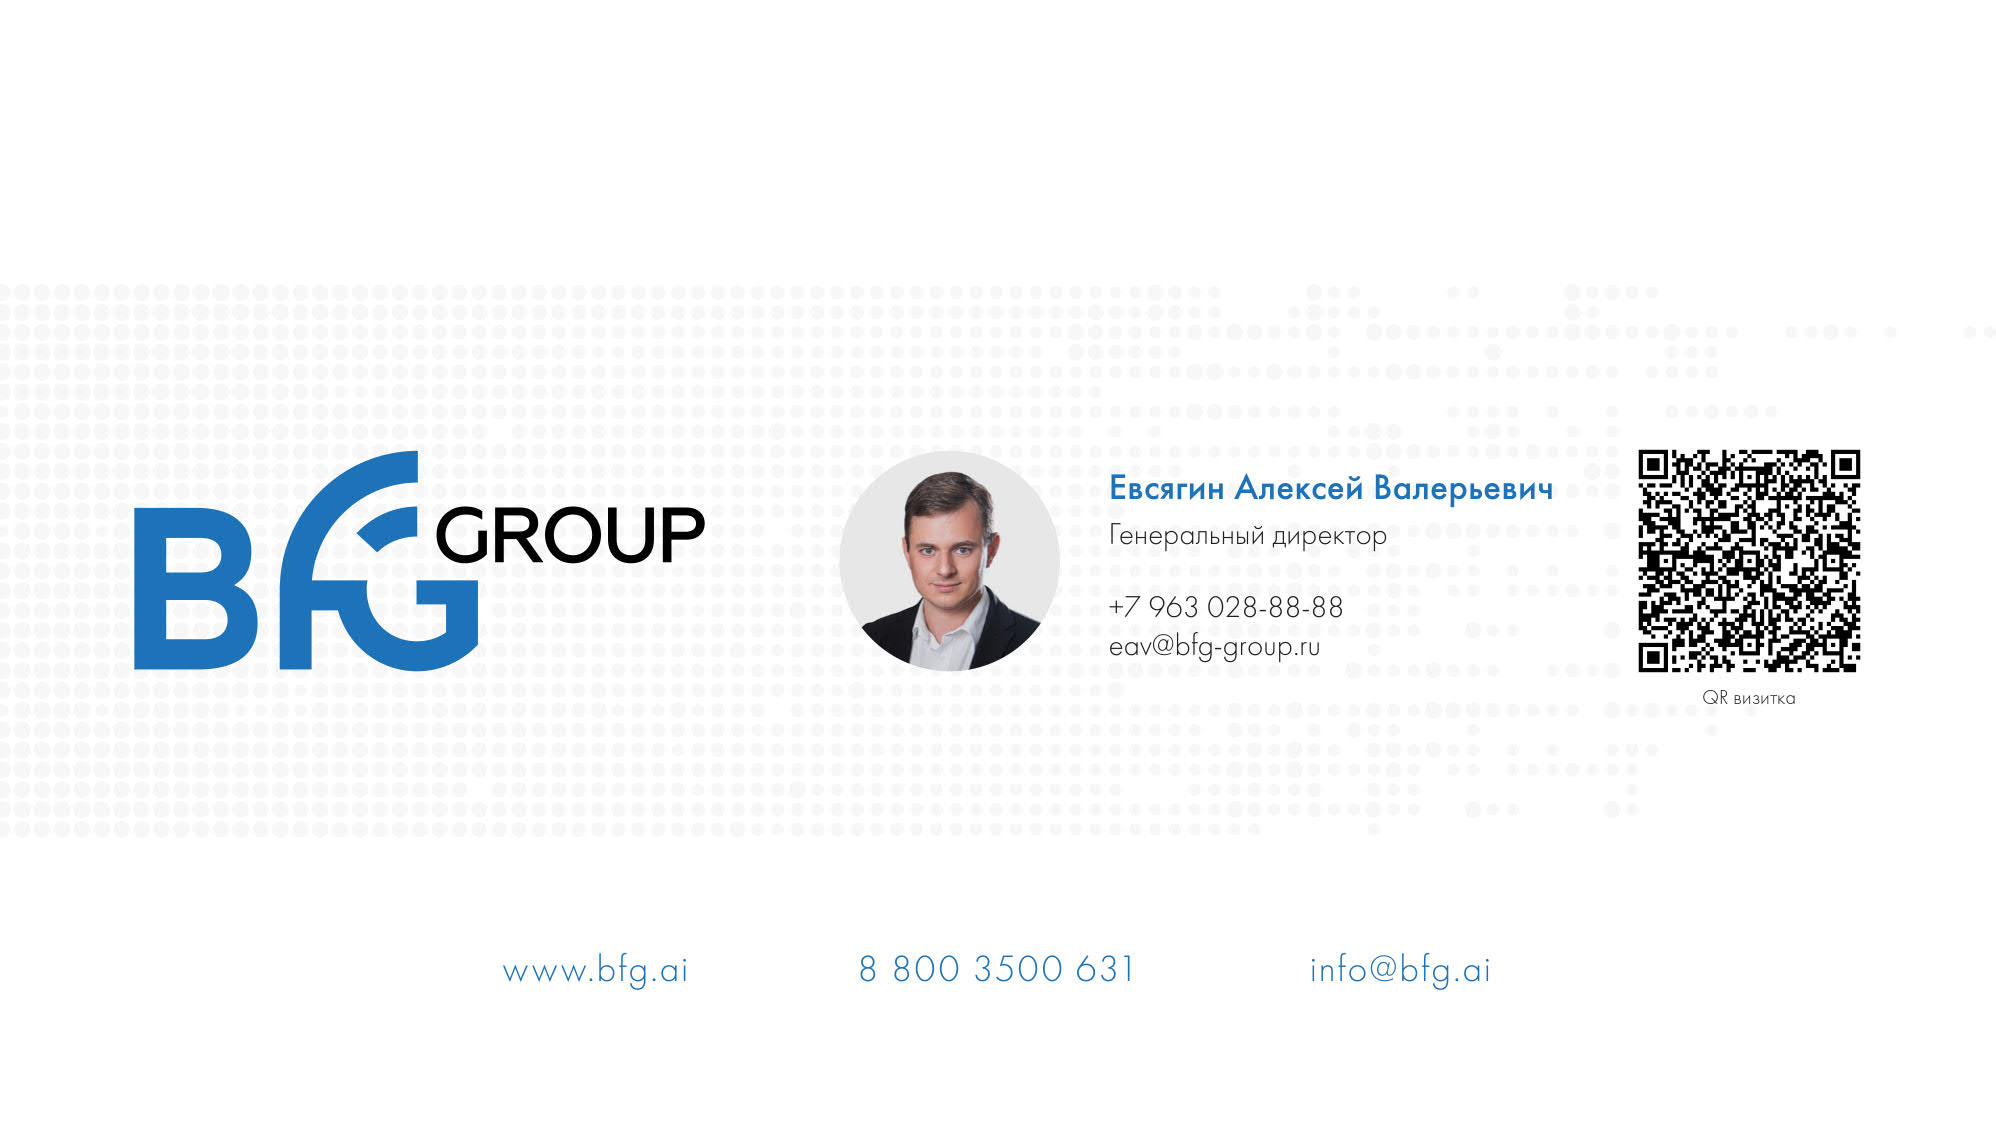 BFG GROUP
Евсягин Алексей Валерьевич
Генеральный директор
+7 963 028-88-88
eav@bfg-group.ru
QR визитка
www.bfg.ai
8 800 3500 631
info@bfg.ai